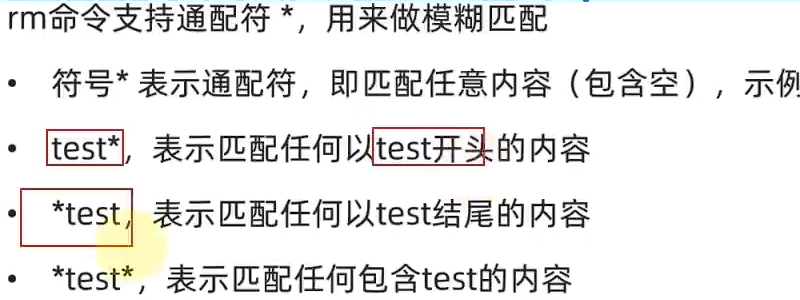 rm命令支持通配符 *，用来做模糊匹配
• 符号* 表示通配符，即匹配任意内容（包含空），示例
• test*，表示匹配任何以test开头的内容
• *test，表示匹配任何以test结尾的内容
• *test*，表示匹配任何包含test的内容